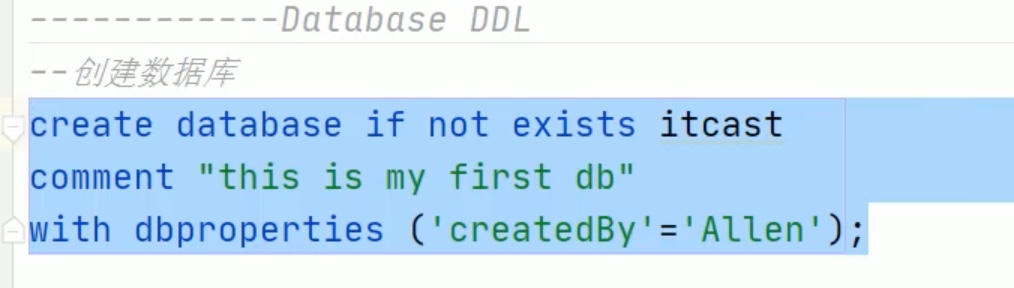 ------------Database DDL
--创建数据库
create database if not exists itcast
comment "this is my first db"
with dbproperties ('createdBy'='Allen');